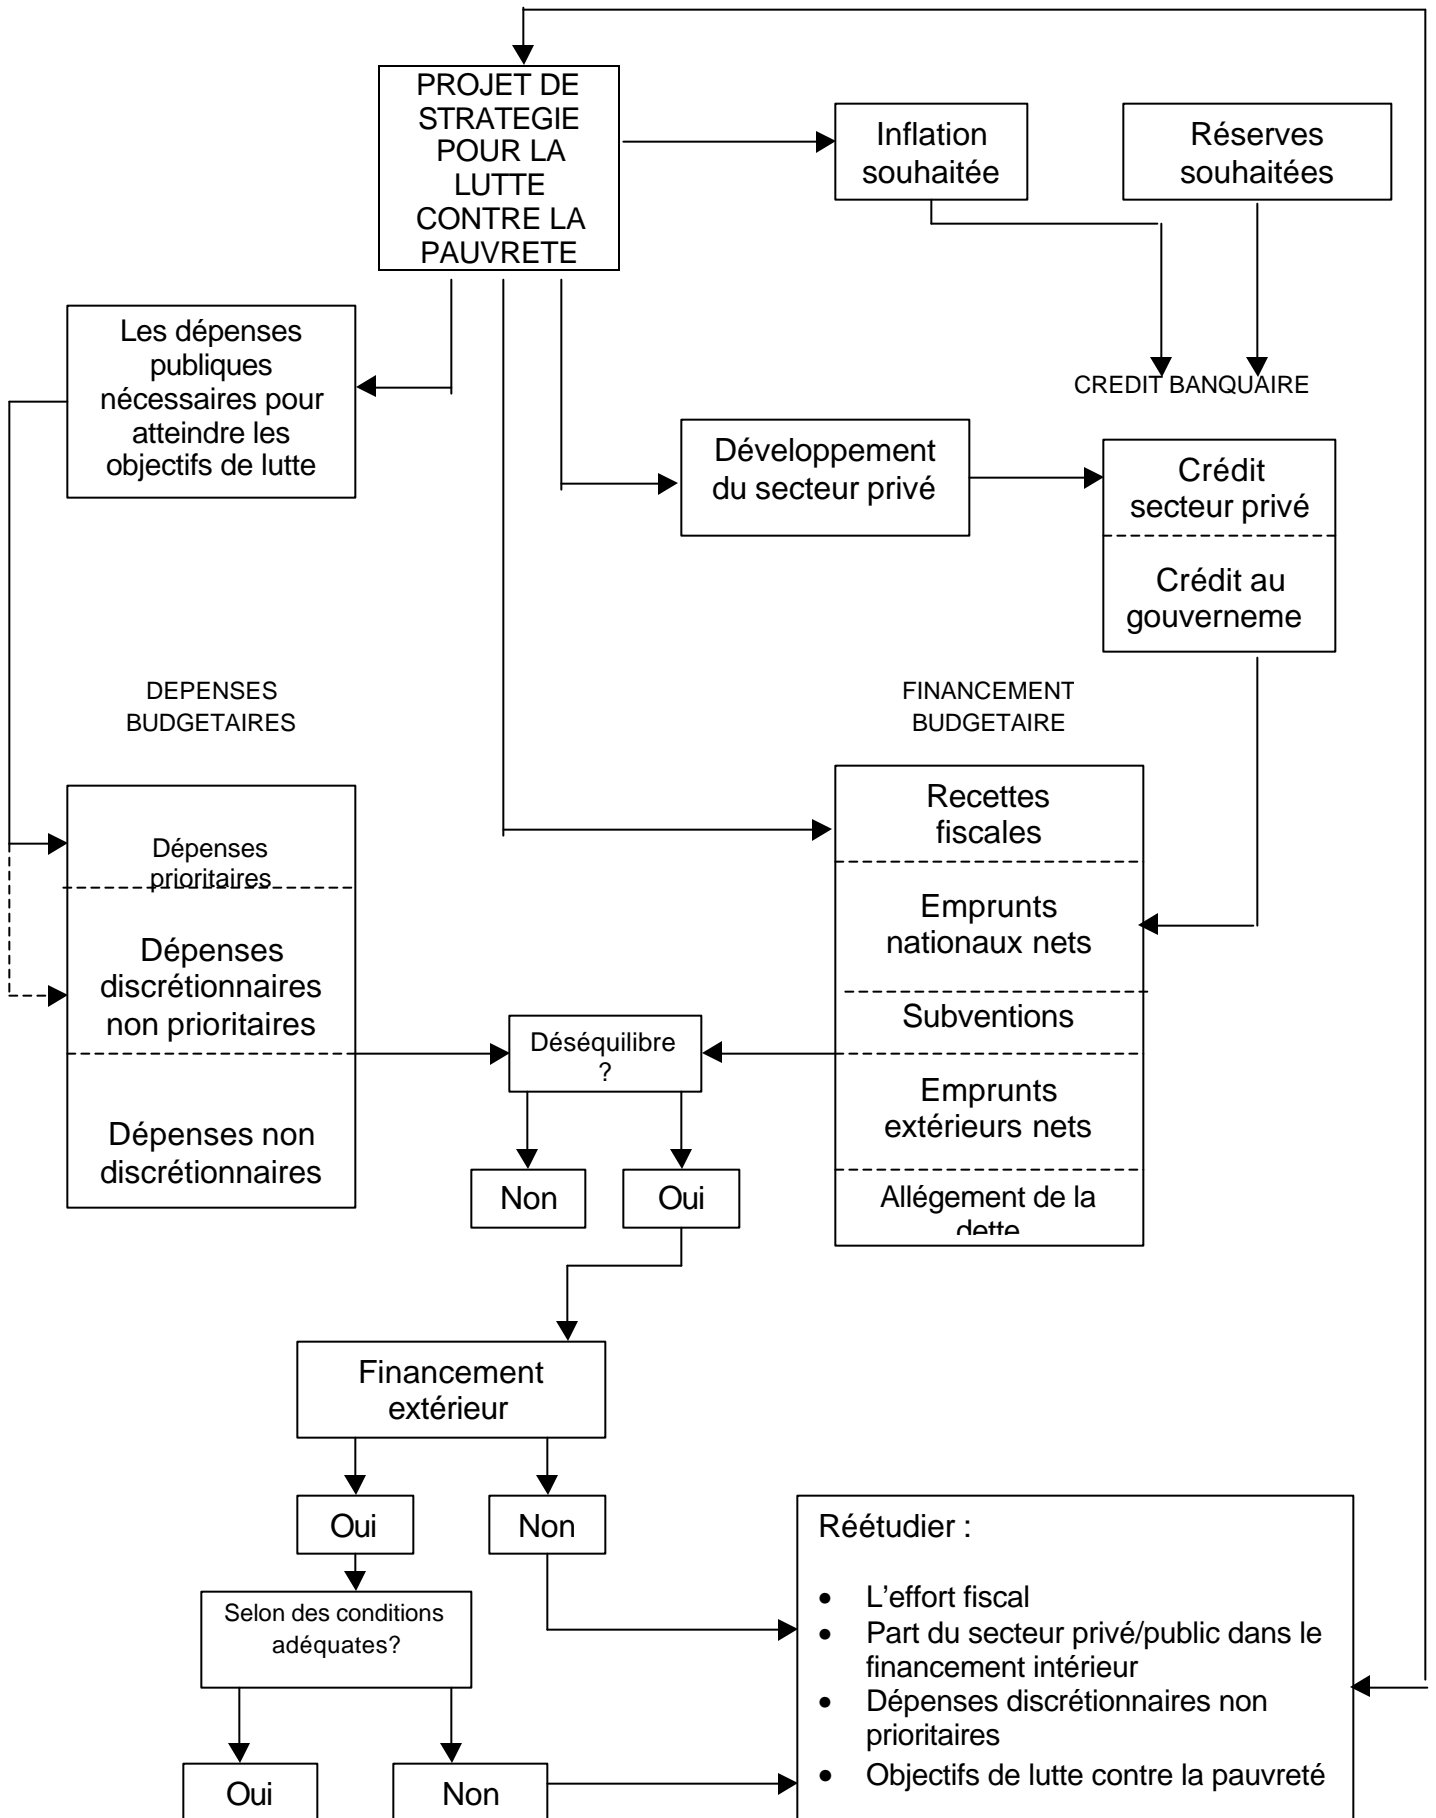 PROJET DE
STRATEGIE
POUR LA
LUTTE
CONTRE LA
PAUVRETE
Inflation
souhaitée
Réserves
souhaitées
Les dépenses
publiques
nécessaires pour
atteindre les
objectifs de lutte
CREDIT BANQUAIRE
Développement
du secteur privé
Crédit
secteur privé
Crédit au
gouverneme
DEPENSES
BUDGETAIRES
FINANCEMENT
BUDGETAIRE
Dépenses
prioritaires
Dépenses
discrétionnaires
non prioritaires
Dépenses non
discrétionnaires
Déséquilibre
?
Non
Oui
Recettes
fiscales
Emprunts
nationaux nets
Subventions
Emprunts
extérieurs nets
Allégement de la
dette
Financement
extérieur
Oui
Non
Selon des conditions
adéquates?
Oui
Non
Réétudier :
• L'effort fiscal
• Part du secteur privé/public dans le
financement intérieur
• Dépenses discrétionnaires non
prioritaires
• Objectifs de lutte contre la pauvreté